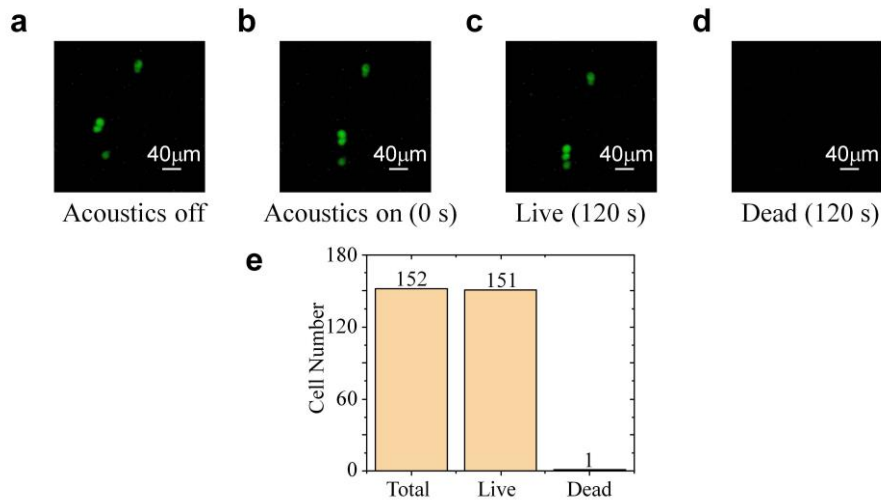 a
b
c
d
40μm
40μm
40μm
40μm
Acoustics off
Acoustics on (0 s)
Live (120 s)
Dead (120 s)
e
180
120
60
0
Cell Number
152
151
1
Total
Live
Dead